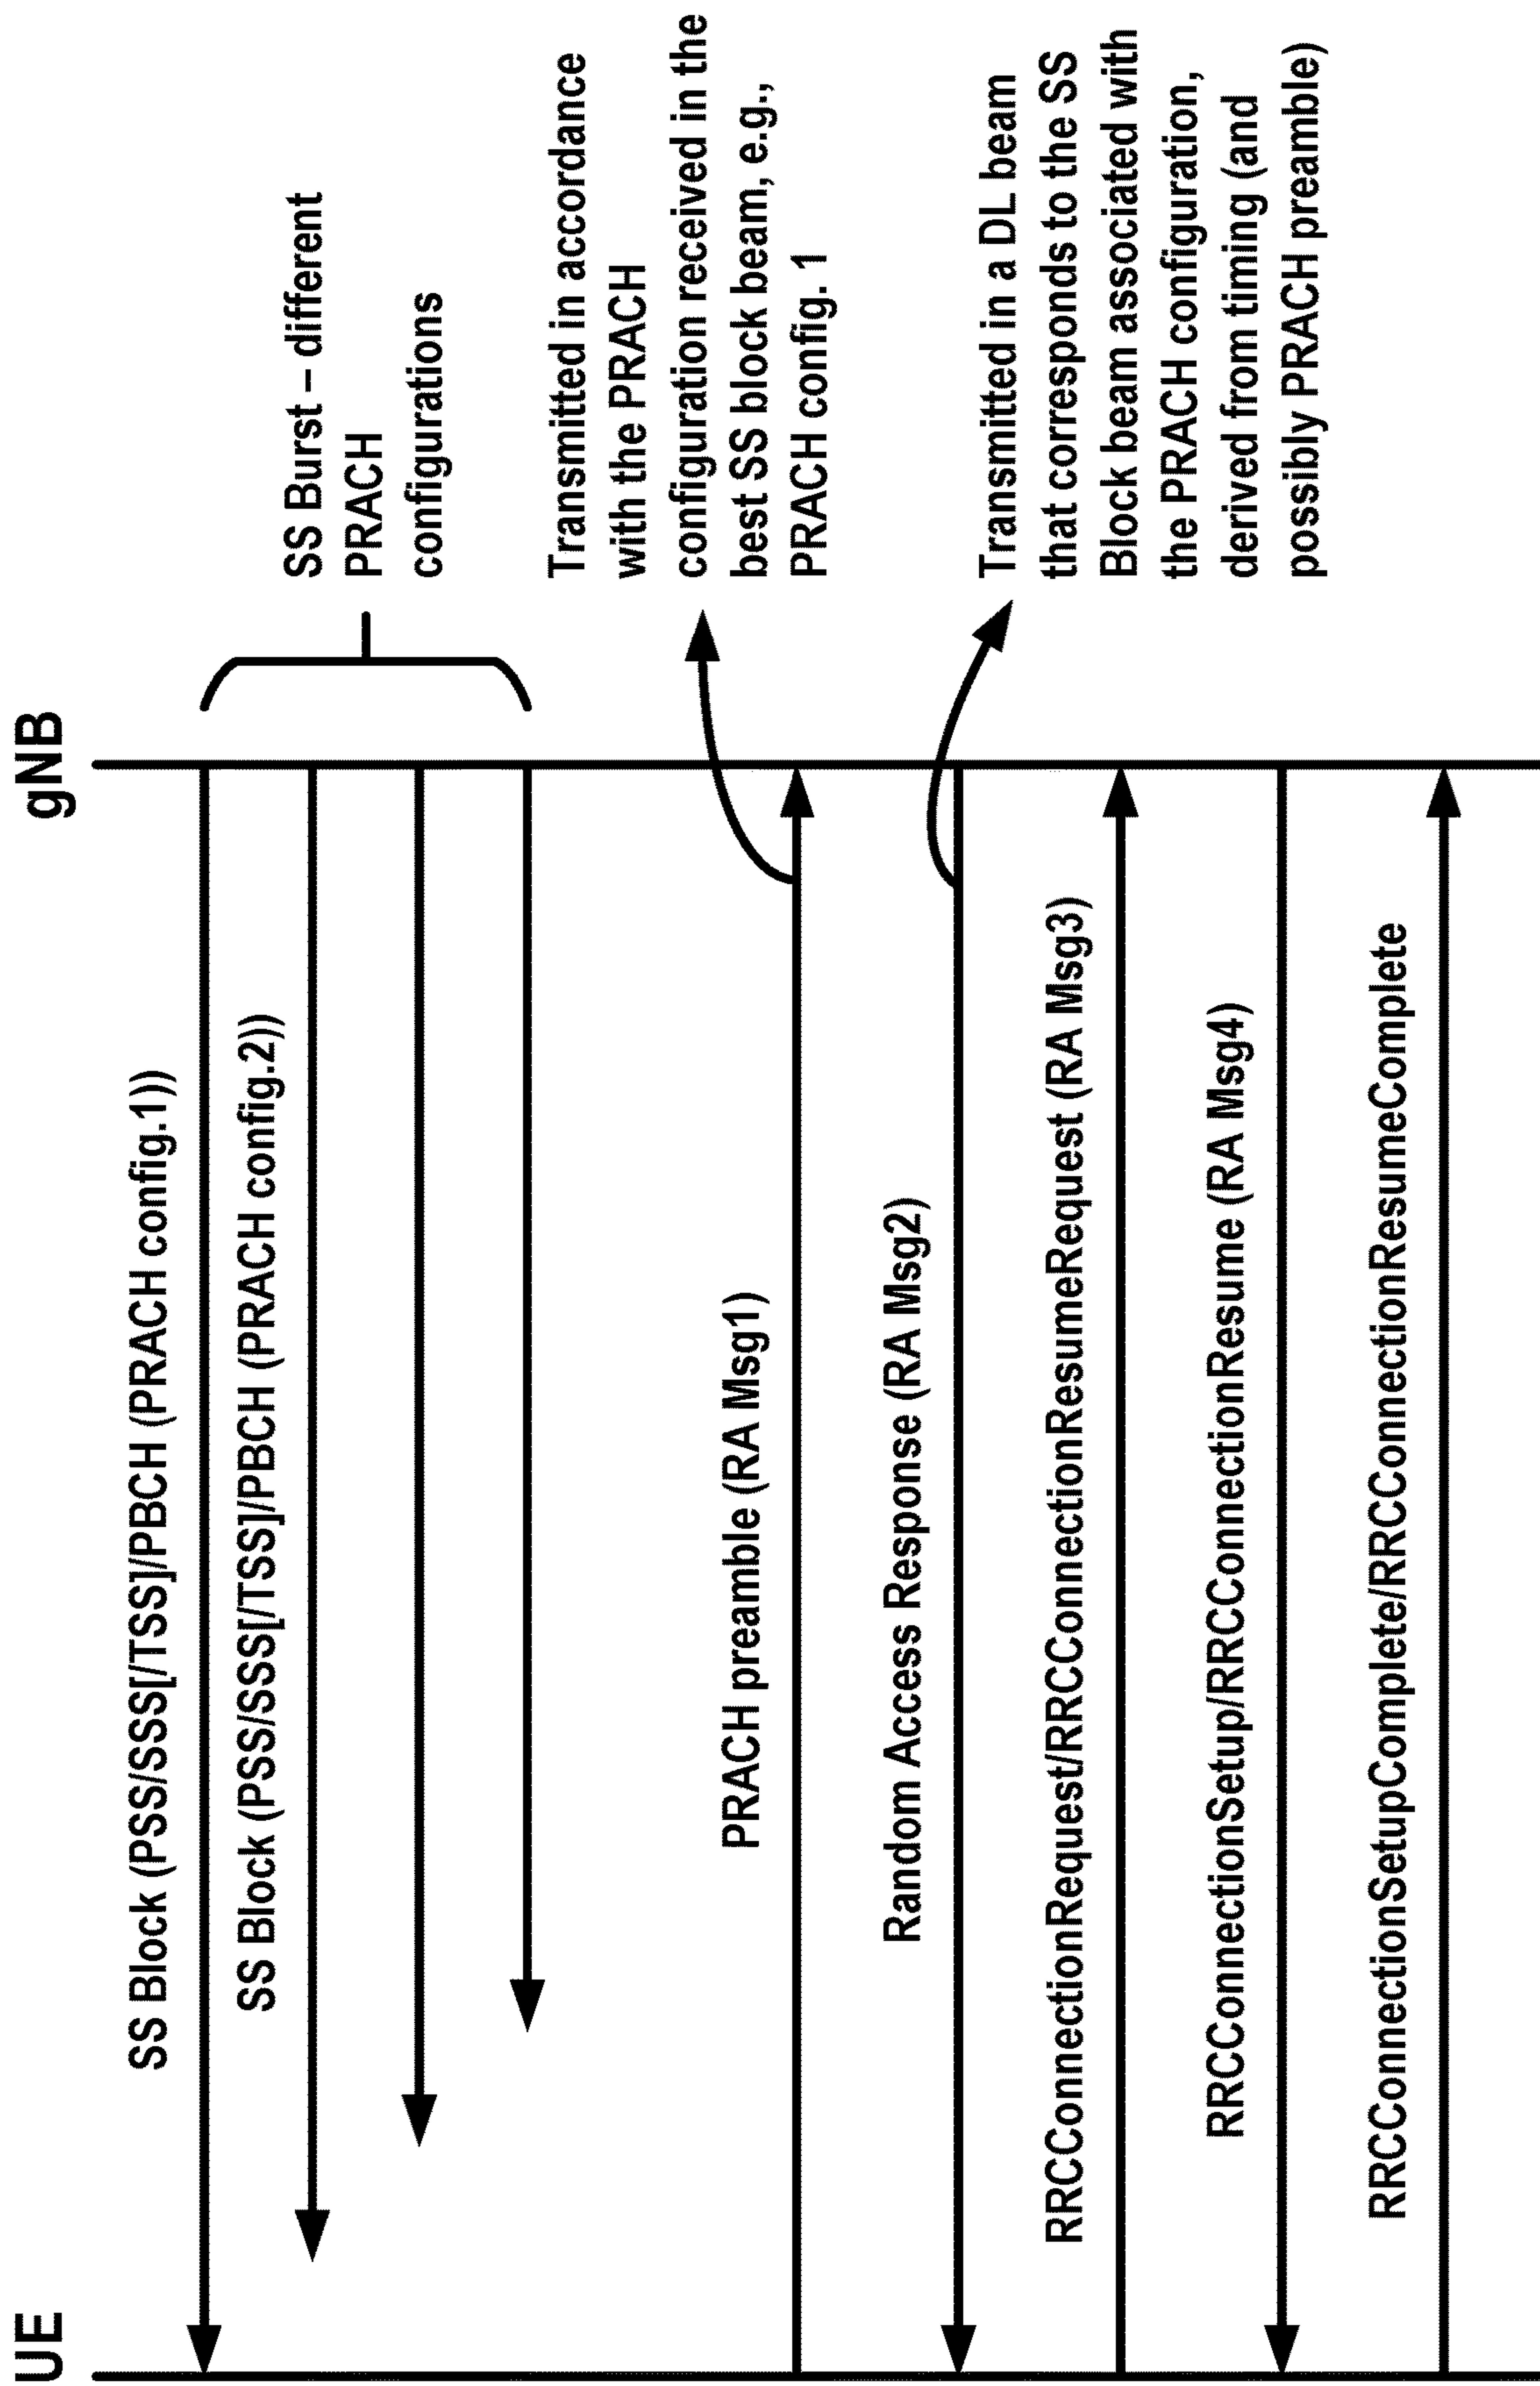 UE
gNB
SS Block (PSS/SSS[/TSS]/PBCH (PRACH config.1))
SS Block (PSS/SSS[/TSS]/PBCH (PRACH config.2))
SS Burst – different
PRACH
configurations
PRACH preamble (RA Msg1)
Transmitted in accordance
with the PRACH
configuration received in the
best SS block beam, e.g.,
PRACH config. 1
Random Access Response (RA Msg2)
Transmitted in a DL beam
that corresponds to the SS
Block beam associated with
the PRACH configuration,
derived from timing (and
possibly PRACH preamble)
RRCConnectionRequest/RRCConnectionResumeRequest (RA Msg3)
RRCConnectionSetup/RRCConnectionResume (RA Msg4)
RRCConnectionSetupComplete/RRCConnectionResumeComplete